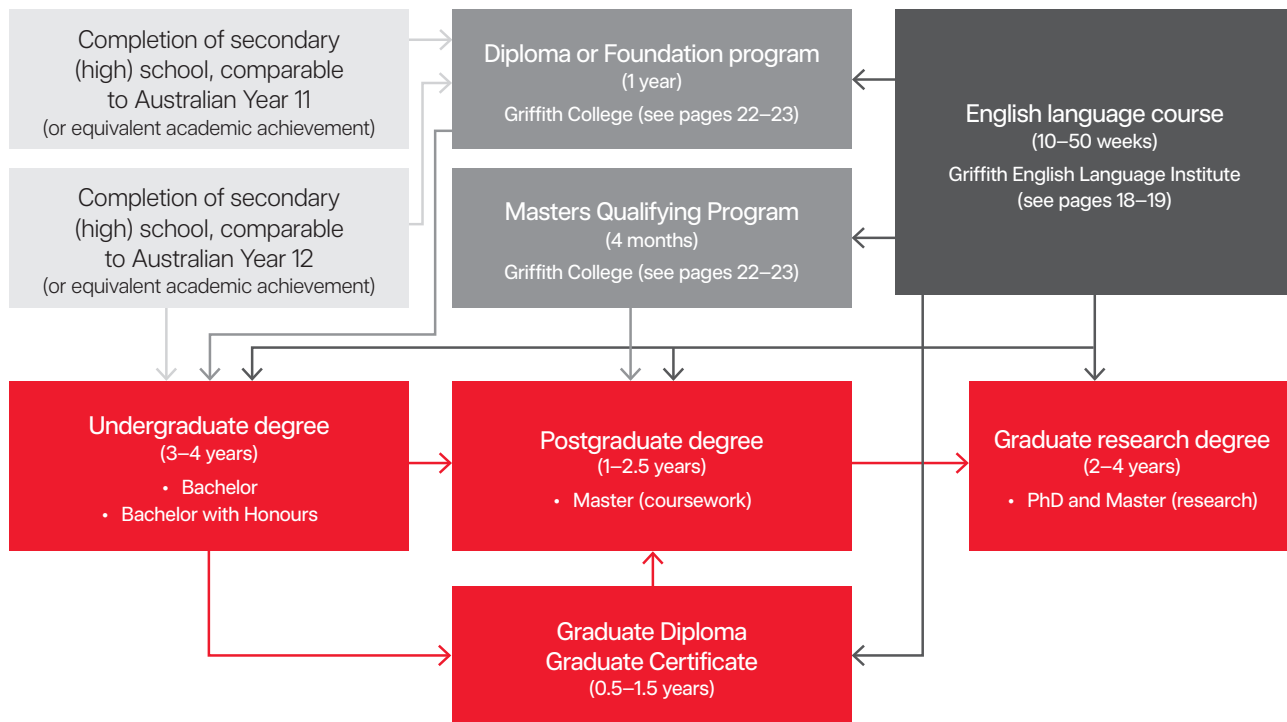 Completion of secondary
(high) school, comparable
to Australian Year 11
(or equivalent academic achievement)
Diploma or Foundation program
(1 year)
Griffith College (see pages 22–23)
English language course
(10–50 weeks)
Griffith English Language Institute
(see pages 18–19)
Completion of secondary
(high) school, comparable
to Australian Year 12
(or equivalent academic achievement)
Masters Qualifying Program
(4 months)
Griffith College (see pages 22–23)
Undergraduate degree
(3–4 years)
• Bachelor
• Bachelor with Honours
Postgraduate degree
(1–2.5 years)
• Master (coursework)
Graduate research degree
(2–4 years)
• PhD and Master (research)
Graduate Diploma
Graduate Certificate
(0.5–1.5 years)